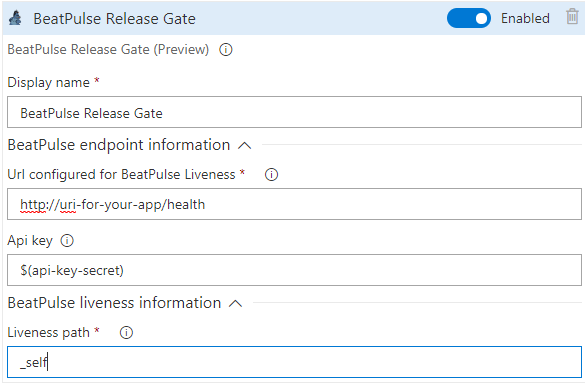 BeatPulse Release Gate Enabled
BeatPulse Release Gate (Preview)
Display name *
BeatPulse Release Gate
BeatPulse endpoint information
Url configured for BeatPulse Liveness *
http://uri-for-your-app/health
Api key
$(api-key-secret)
BeatPulse liveness information
Liveness path *
_self